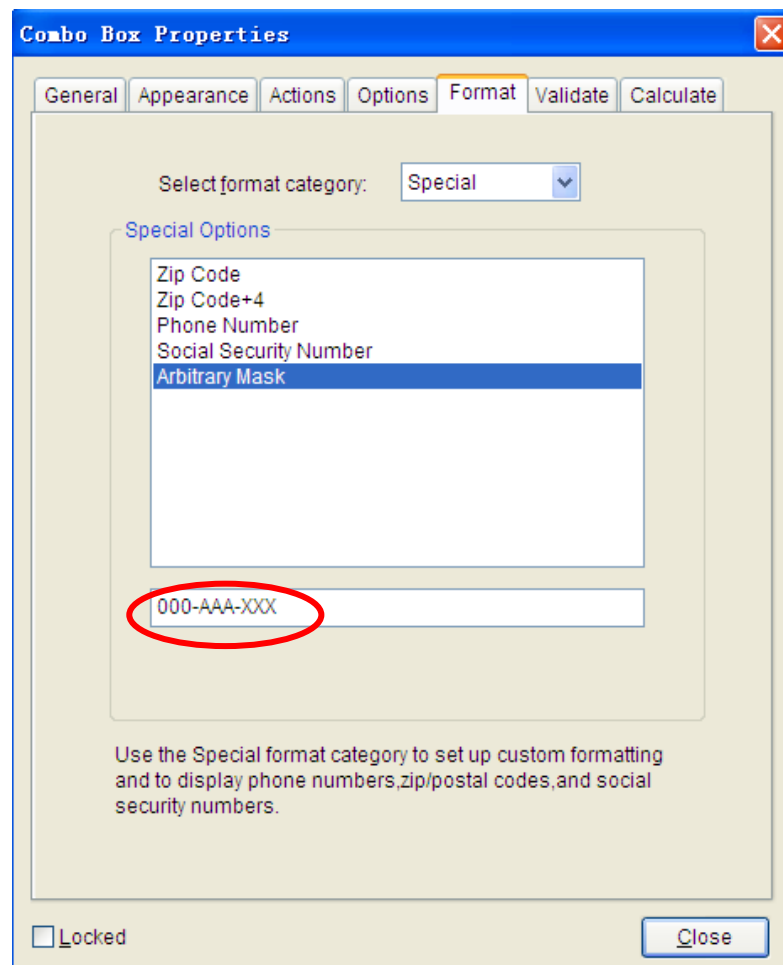 Combo Box Properties
General Appearance Actions Options Format Validate Calculate
Select format category: Special
Special Options
Zip Code
Zip Code+4
Phone Number
Social Security Number
Arbitrary Mask
000-AAA-XXX
Use the Special format category to set up custom formatting
and to display phone numbers,zip/postal codes,and social
security numbers.
Locked Close